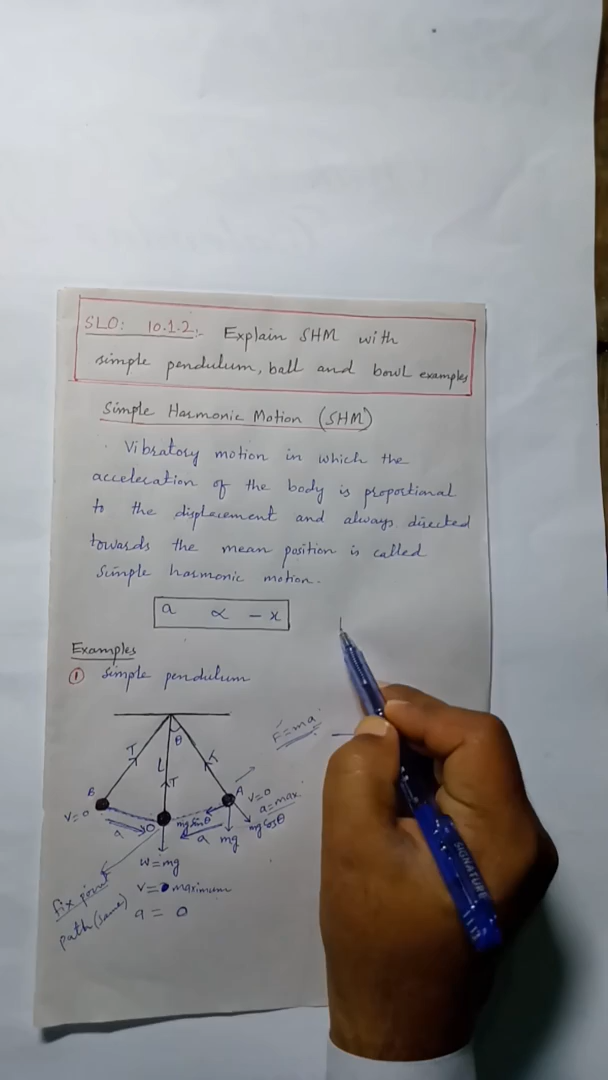 SLO: 10.1.2:- Explain SHM with
simple pendulum, ball and bowl examples
Simple Harmonic Motion (SHM)
Vibratory motion in which the
acceleration of the body is proportional
to the displacement and always directed
towards the mean position is called
simple harmonic motion.
a ∝ - x
Examples
① simple pendulum
F=ma
θ
T
L
T
T
B
A
V=0
V=0
a=max
O
mg sinθ
mg cosθ
a
a
mg
w=mg
V= maximum
a = 0
fix point
path (same)
SIGNATURE